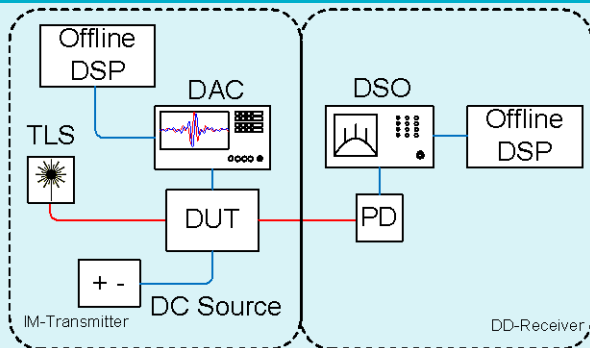 Offline
DSP
DAC
TLS
DUT
+ -
DC Source
IM-Transmitter
DSO
Offline
DSP
PD
DD-Receiver